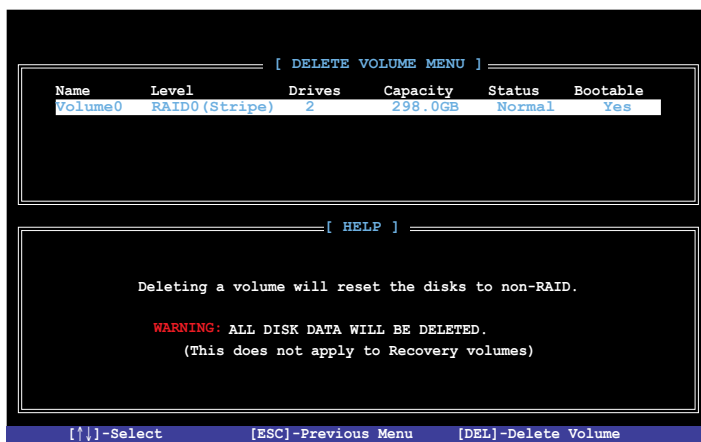 [ DELETE VOLUME MENU ]
Name Level Drives Capacity Status Bootable
Volume0 RAID0(Stripe) 2 298.0GB Normal Yes
[ HELP ]
Deleting a volume will reset the disks to non-RAID.
WARNING: ALL DISK DATA WILL BE DELETED.
(This does not apply to Recovery volumes)
[↑↓]-Select [ESC]-Previous Menu [DEL]-Delete Volume